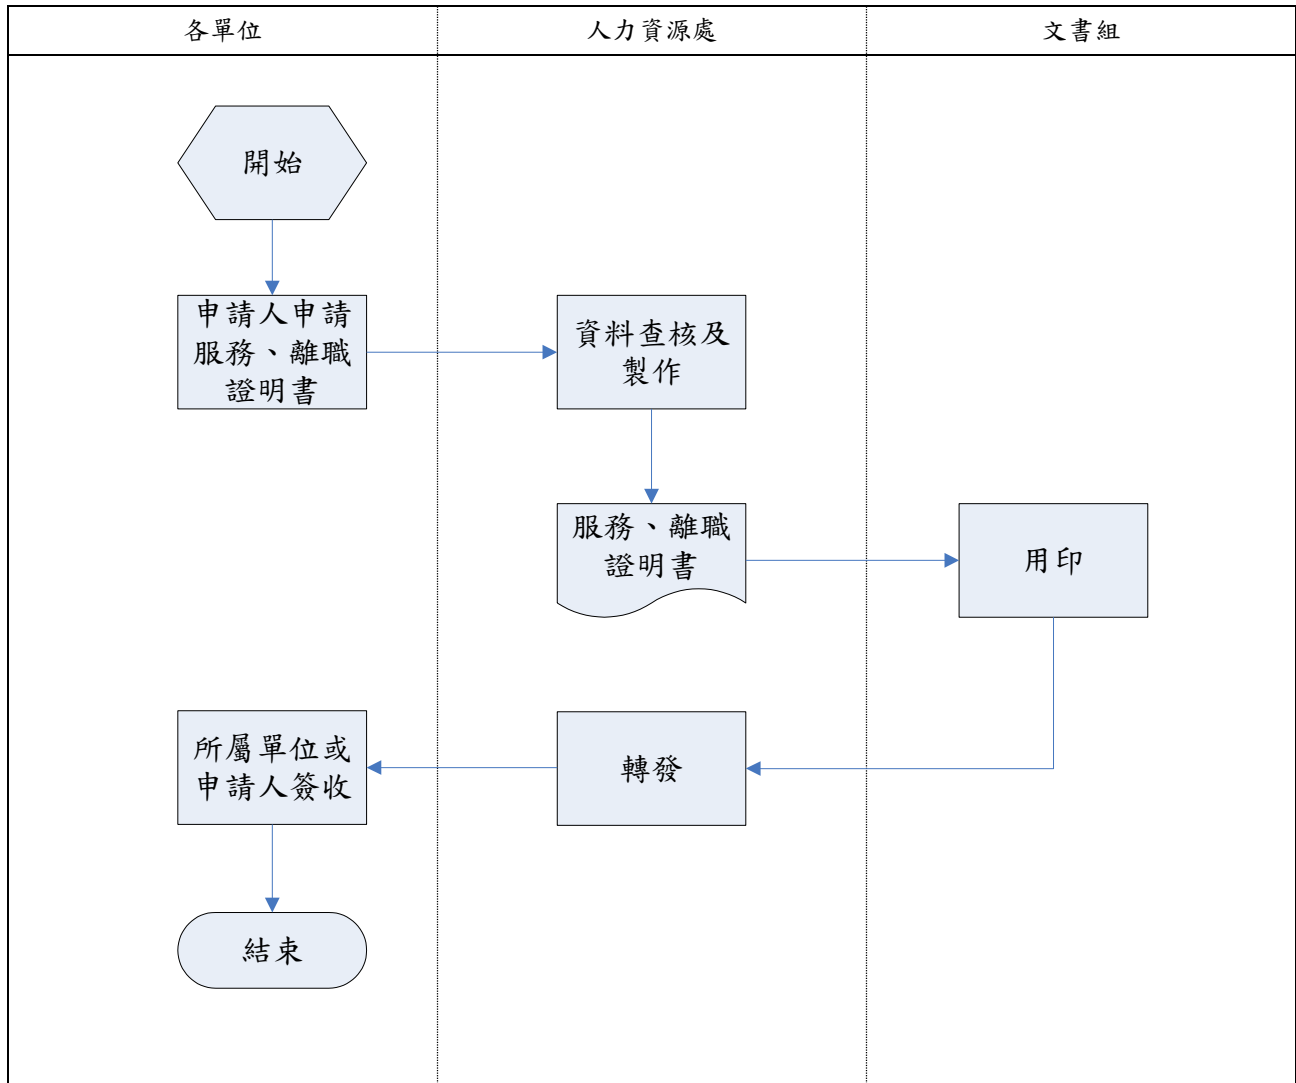 各單位
人力資源處
文書組
開始
申請人申請
服務、離職
證明書
資料查核及
製作
服務、離職
證明書
用印
所屬單位或
申請人簽收
轉發
結束